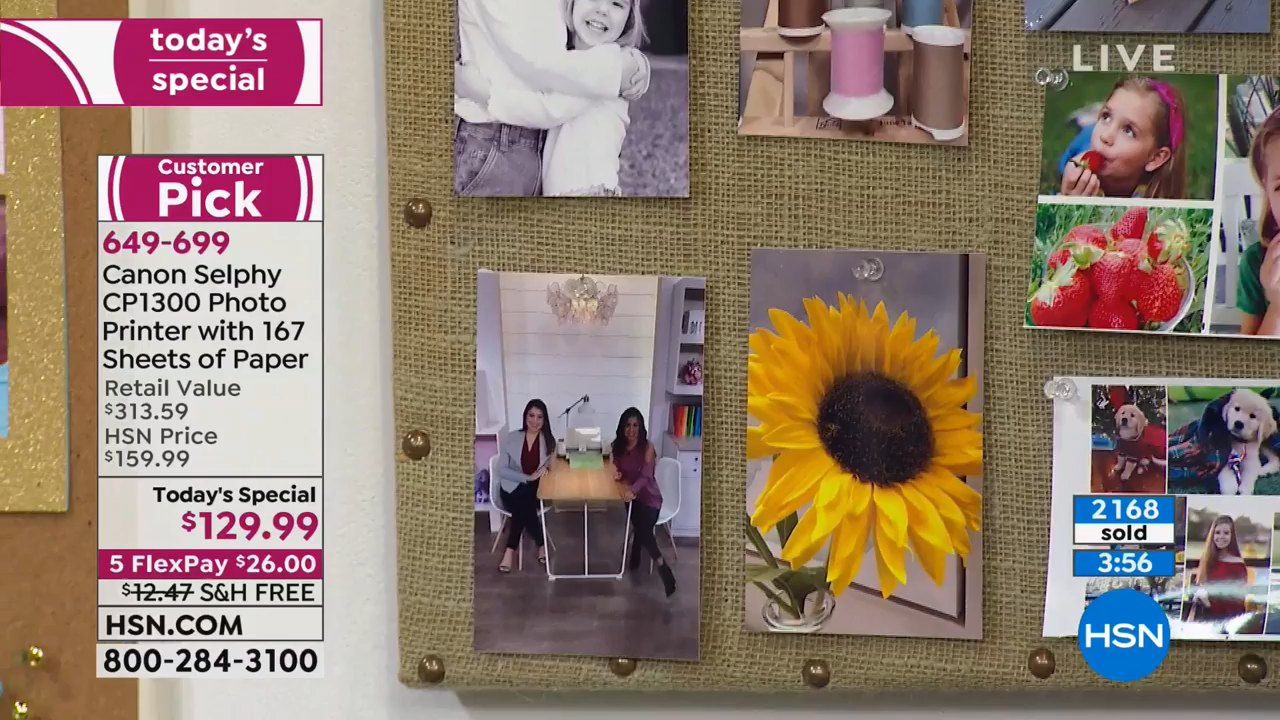 today's
special
Customer
Pick
649-699
Canon Selphy
CP1300 Photo
Printer with 167
Sheets of Paper
Retail Value
$313.59
HSN Price
$159.99
Today's Special
$129.99
5 FlexPay $26.00
$12.47 S&H FREE
HSN.COM
800-284-3100
LIVE
2168
sold
3:56
HSN